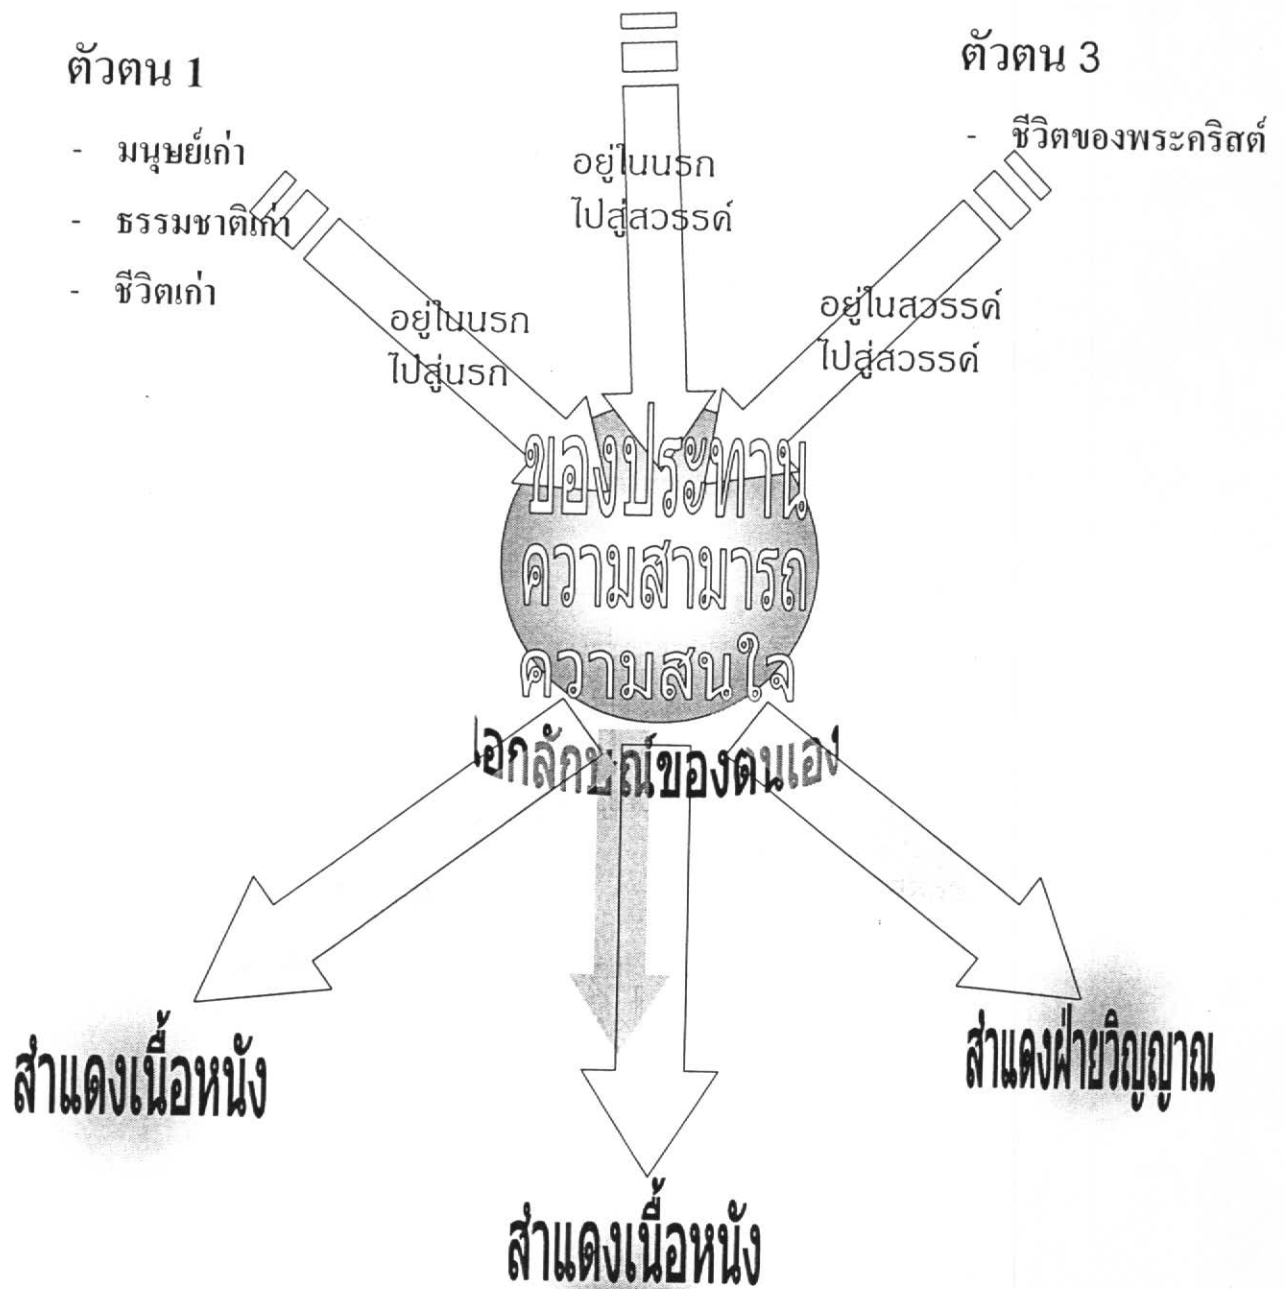 ตัวตน 1
- มนุษย์เก่า
- ธรรมชาติเก่า
- ชีวิตเก่า
อยู่ในนรก
ไปสู่นรก
อยู่ในนรก
ไปสู่สวรรค์
ตัวตน 3
- ชีวิตของพระคริสต์
อยู่ในสวรรค์
ไปสู่สวรรค์
ของประทาน
ความสามารถ
ความสนใจ
เอกลักษณ์ของตนเอง
สำแดงเนื้อหนัง
สำแดงฝ่ายวิญญาณ
สำแดงเนื้อหนัง